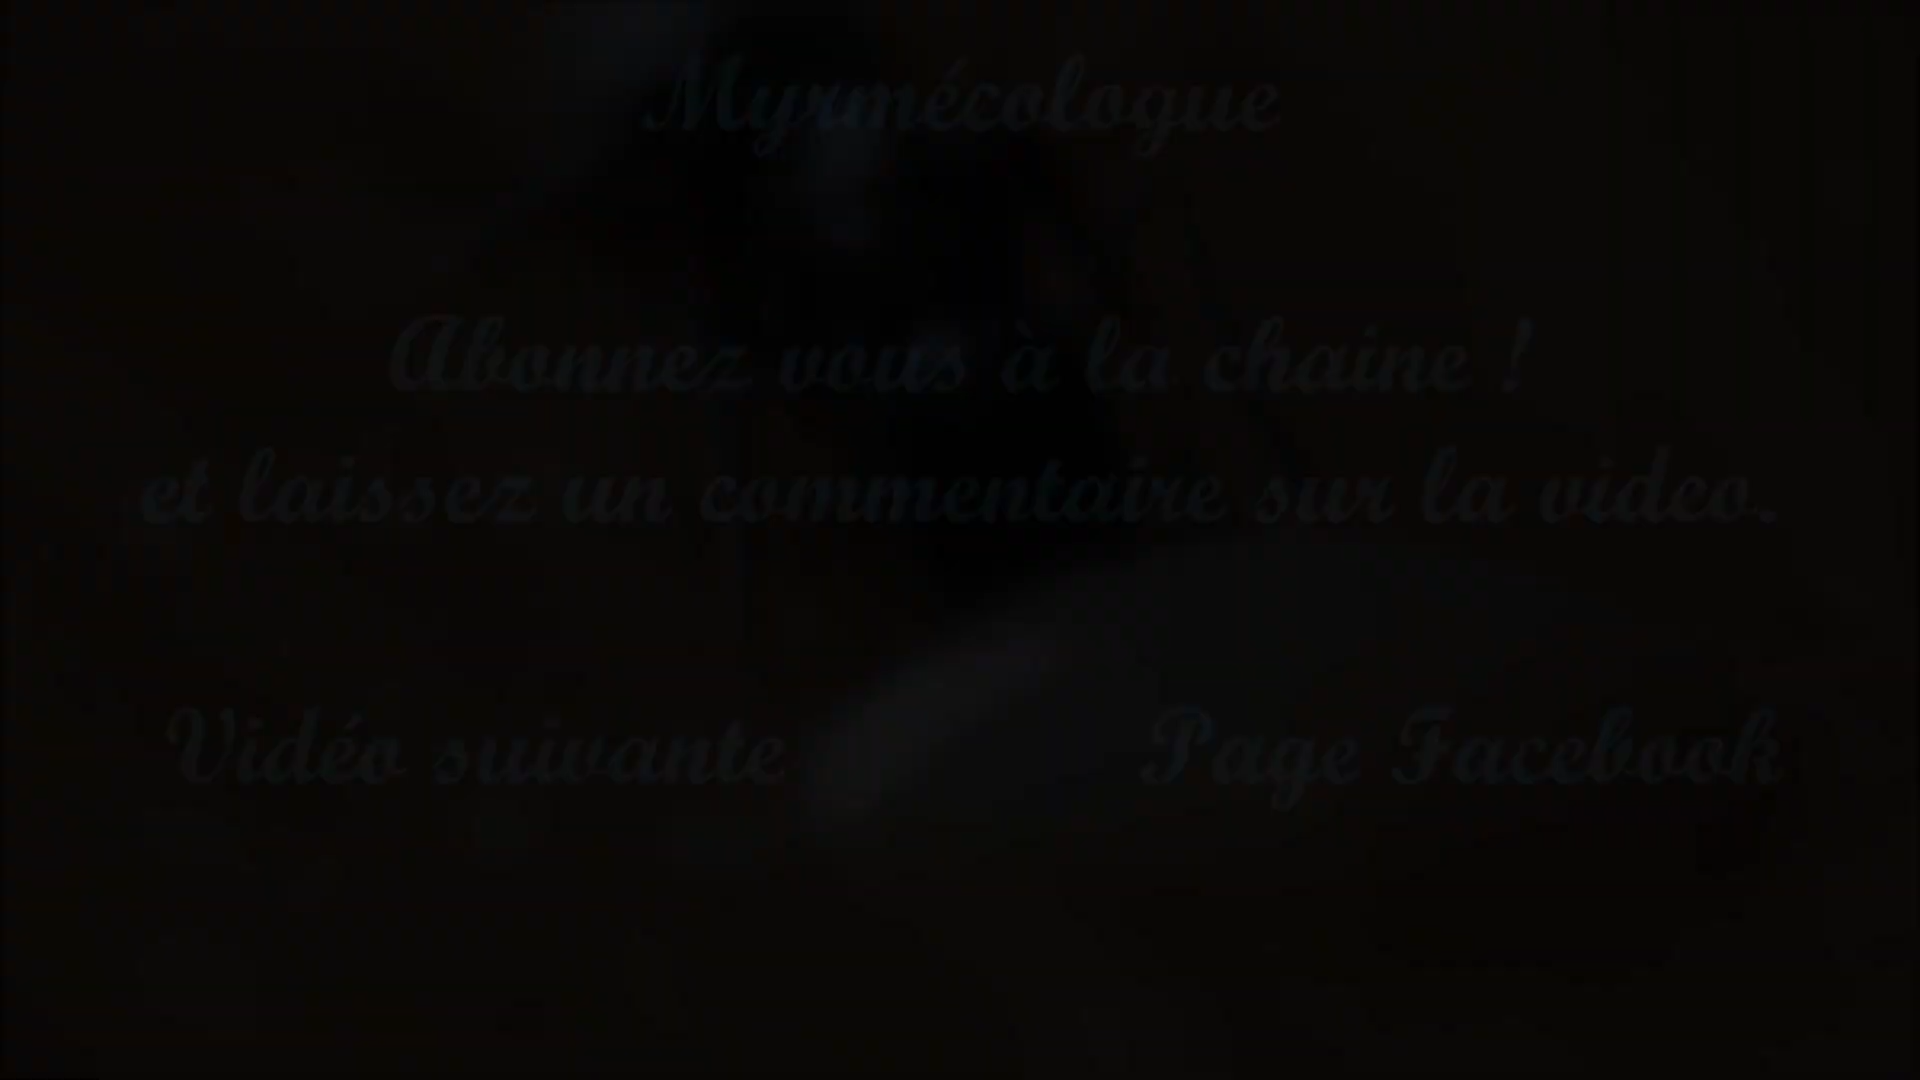 Myrmécologue
Abonnez vous à la chaine !
et laissez un commentaire sur la video.
Vidéo suivante
Page Facebook